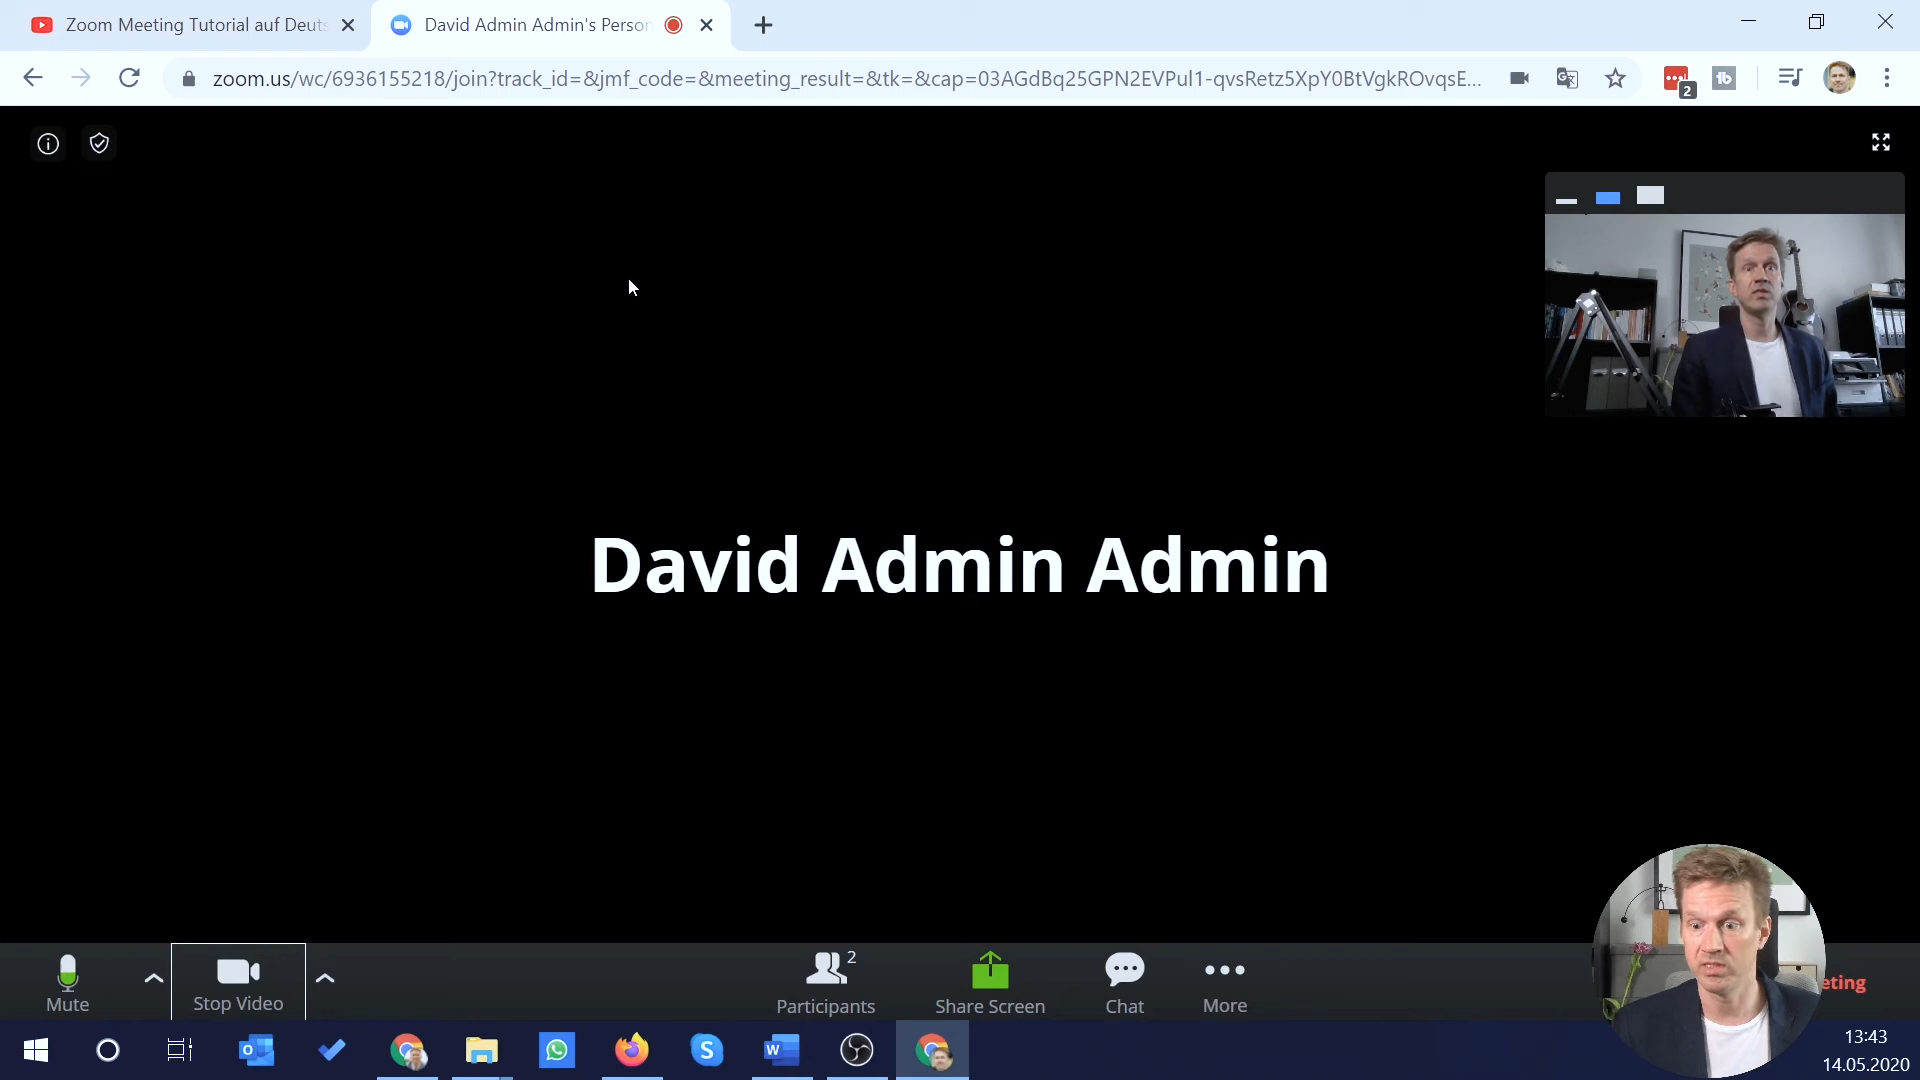 Zoom Meeting Tutorial auf Deuts
David Admin Admin's Person
zoom.us/wc/6936155218/join?track_id=&jmf_code=&meeting_result=&tk=&cap=03AGdBq25GPN2EVPul1-qvsRetz5XpY0BtVgkROvqsE...
2
tb
David Admin Admin
Mute
Stop Video
2
Participants
Share Screen
Chat
More
eting
13:43
14.05.2020